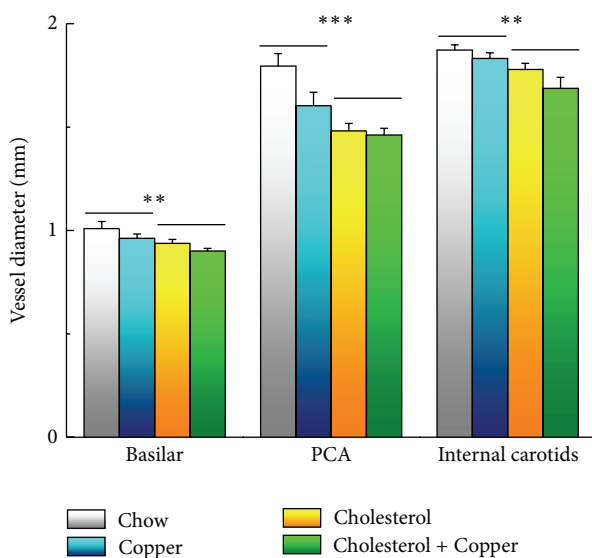 2
1
0
Vessel diameter (mm)
**
***
**
Basilar
PCA
Internal carotids
Chow
Copper
Cholesterol
Cholesterol + Copper